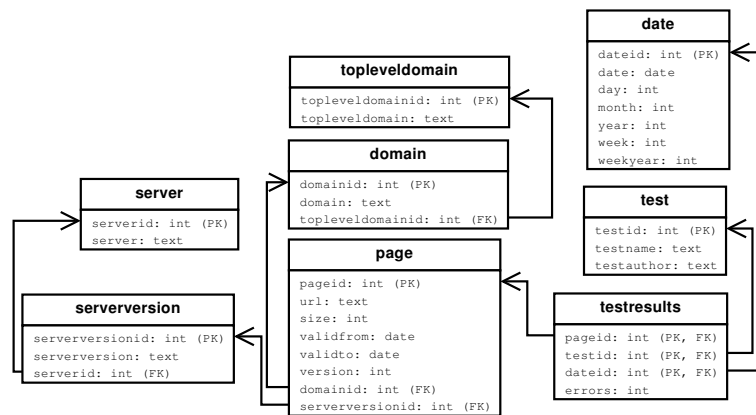 date
dateid: int (PK)
date: date
day: int
month: int
year: int
week: int
weekyear: int
topleveldomain
topleveldomainid: int (PK)
topleveldomain: text
domain
domainid: int (PK)
domain: text
topleveldomainid: int (FK)
server
serverid: int (PK)
server: text
test
testid: int (PK)
testname: text
testauthor: text
page
pageid: int (PK)
url: text
size: int
validfrom: date
validto: date
version: int
domainid: int (FK)
serverversionid: int (FK)
serverversion
serverversionid: int (PK)
serverversion: text
serverid: int (FK)
testresults
pageid: int (PK, FK)
testid: int (PK, FK)
dateid: int (PK, FK)
errors: int